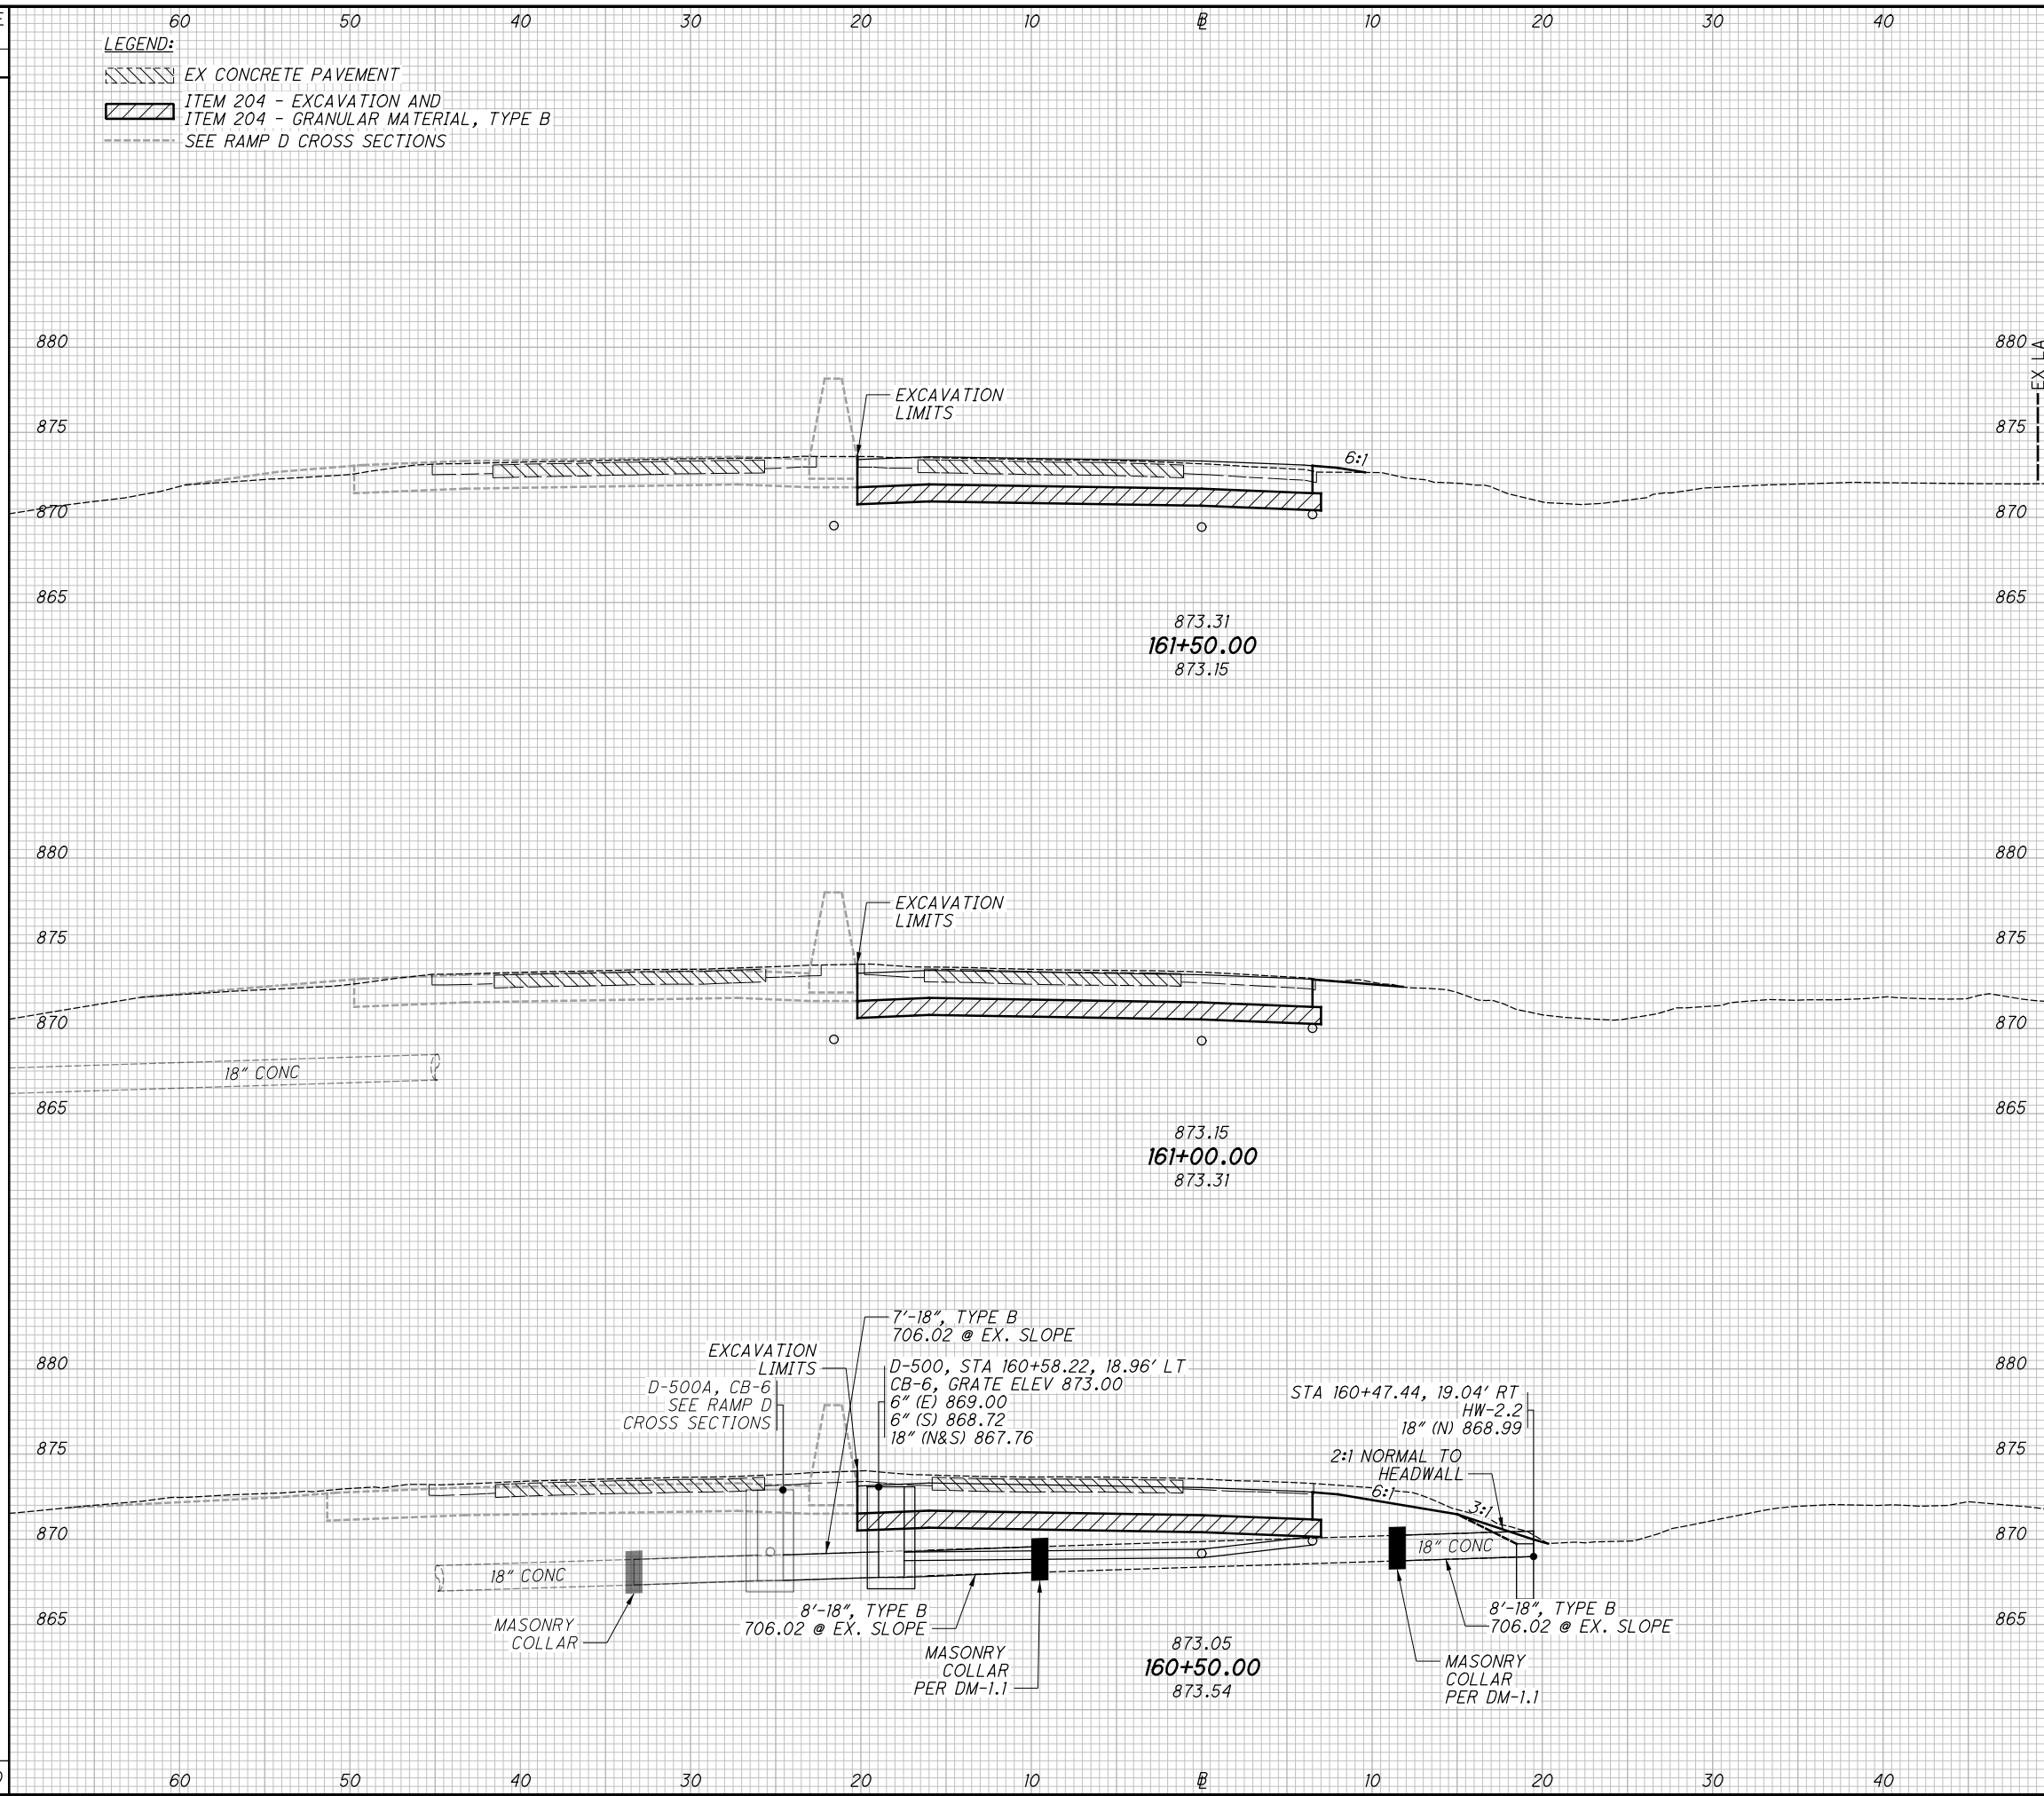 60 50 40 30 20 10 ℄ 10 20 30 40
LEGEND:
EX CONCRETE PAVEMENT
ITEM 204 - EXCAVATION AND
ITEM 204 - GRANULAR MATERIAL, TYPE B
SEE RAMP D CROSS SECTIONS
880 880
EX LA
EXCAVATION
LIMITS
875 875
6:1
870 870
865 865
873.31
161+50.00
873.15
880 880
EXCAVATION
LIMITS
875 875
870 870
18" CONC
865 865
873.15
161+00.00
873.31
7'-18", TYPE B
706.02 @ EX. SLOPE
EXCAVATION
LIMITS
880 880
D-500, STA 160+58.22, 18.96' LT
CB-6, GRATE ELEV 873.00
6" (E) 869.00
6" (S) 868.72
18" (N&S) 867.76
D-500A, CB-6
SEE RAMP D
CROSS SECTIONS
STA 160+47.44, 19.04' RT
HW-2.2
18" (N) 868.99
875 875
2:1 NORMAL TO
HEADWALL
6:1
3:1
870 870
18" CONC
18" CONC
865 865
MASONRY
COLLAR
8'-18", TYPE B
706.02 @ EX. SLOPE
MASONRY
COLLAR
PER DM-1.1
8'-18", TYPE B
706.02 @ EX. SLOPE
MASONRY
COLLAR
PER DM-1.1
873.05
160+50.00
873.54
60 50 40 30 20 10 ℄ 10 20 30 40